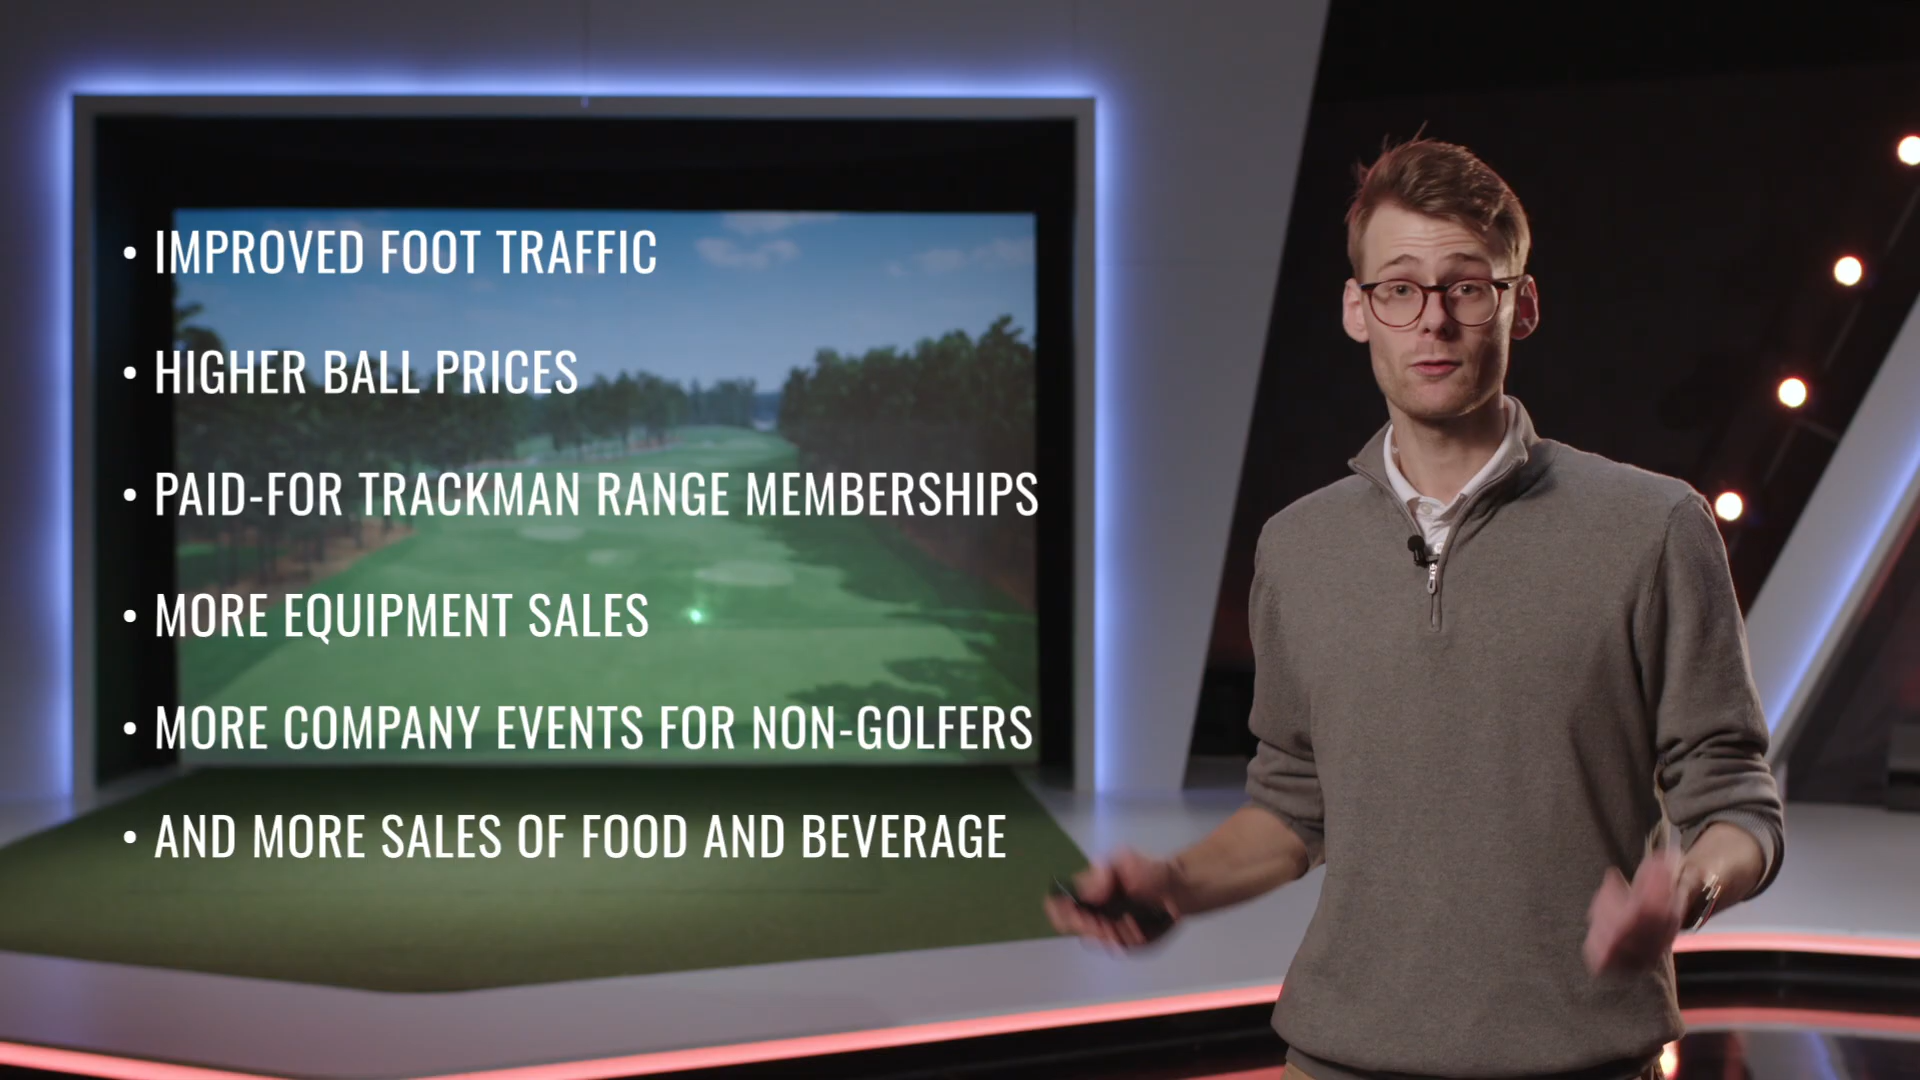 • IMPROVED FOOT TRAFFIC
• HIGHER BALL PRICES
• PAID-FOR TRACKMAN RANGE MEMBERSHIPS
• MORE EQUIPMENT SALES
• MORE COMPANY EVENTS FOR NON-GOLFERS
• AND MORE SALES OF FOOD AND BEVERAGE